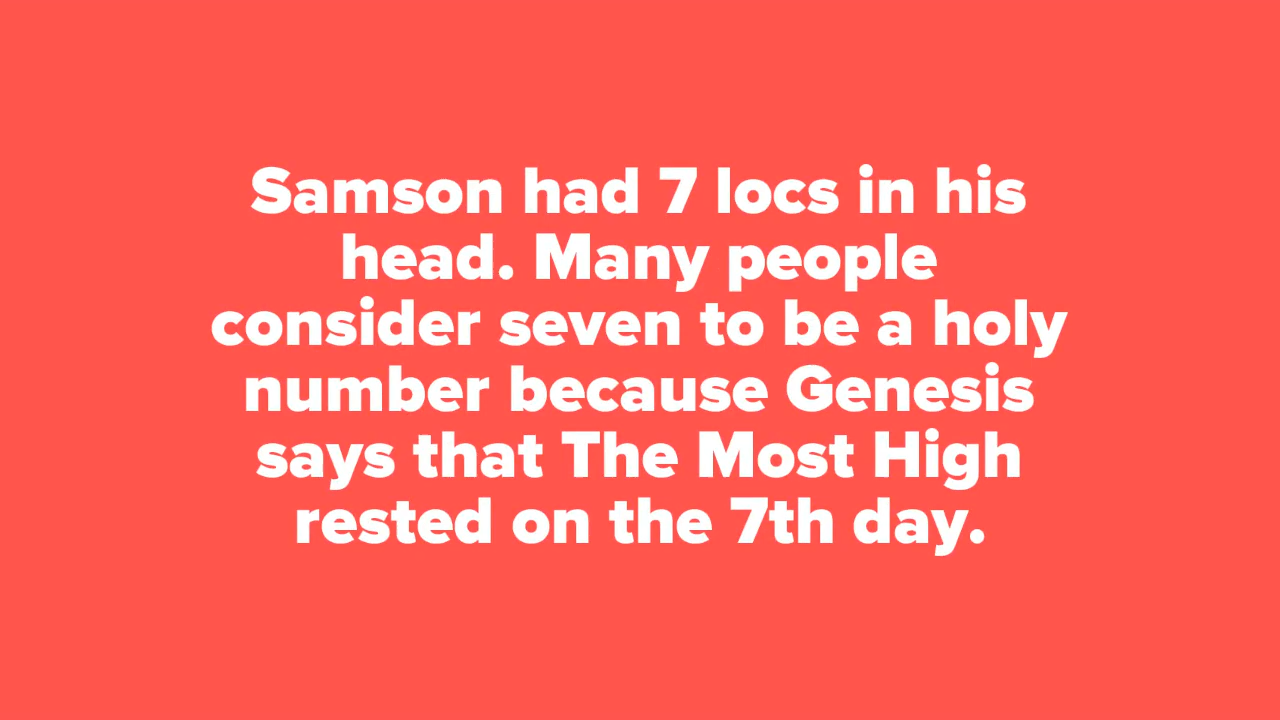 Samson had 7 locs in his
head. Many people
consider seven to be a holy
number because Genesis
says that The Most High
rested on the 7th day.